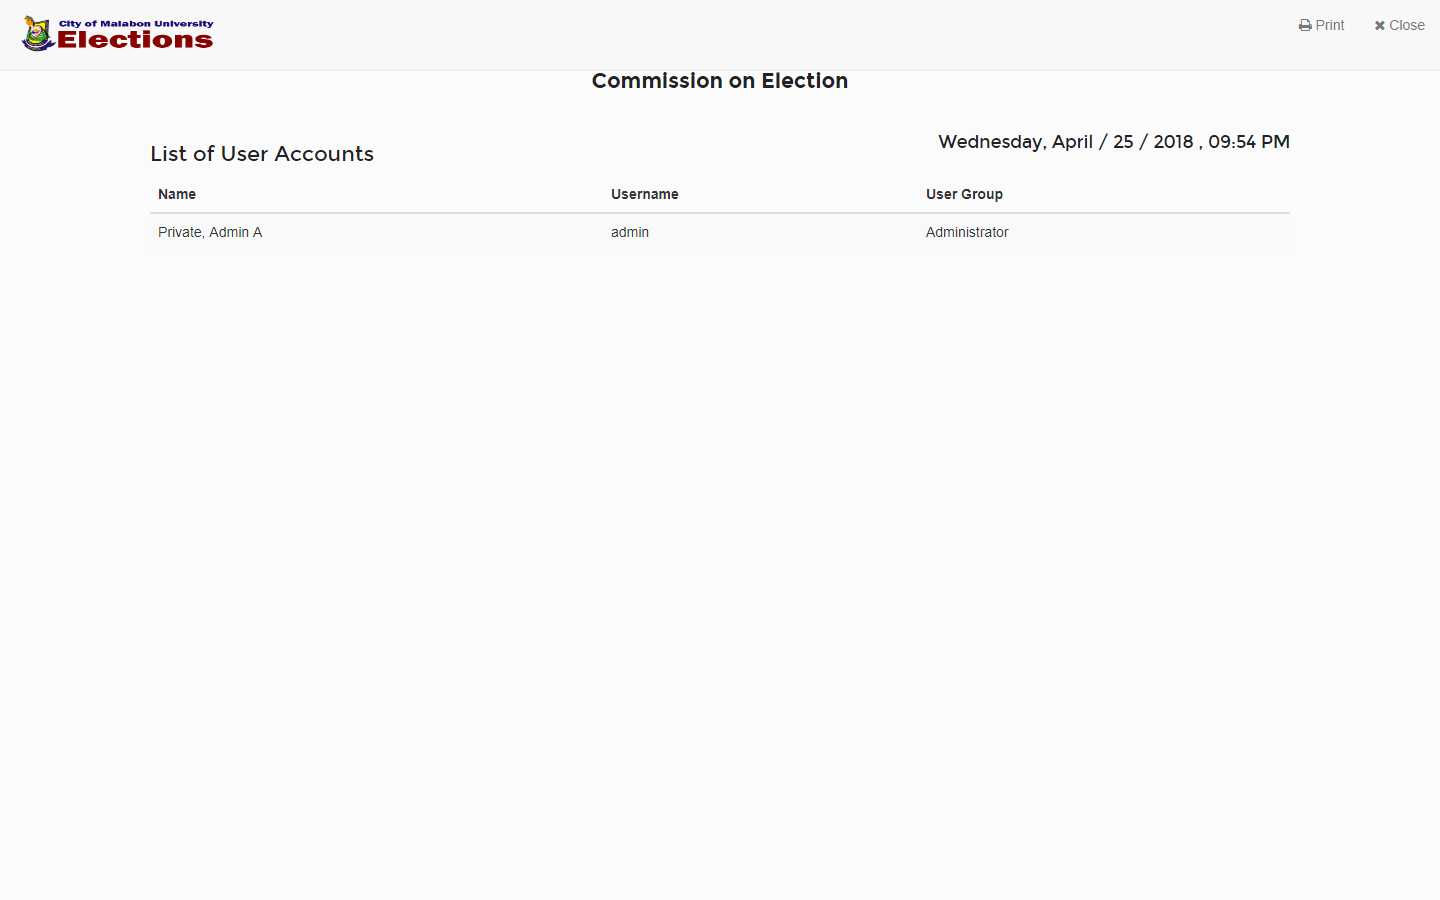 City of Malabon University
Elections
Print
Close
Commission on Election
Wednesday, April / 25 / 2018 , 09:54 PM
List of User Accounts
Name Username User Group
Private, Admin A admin Administrator